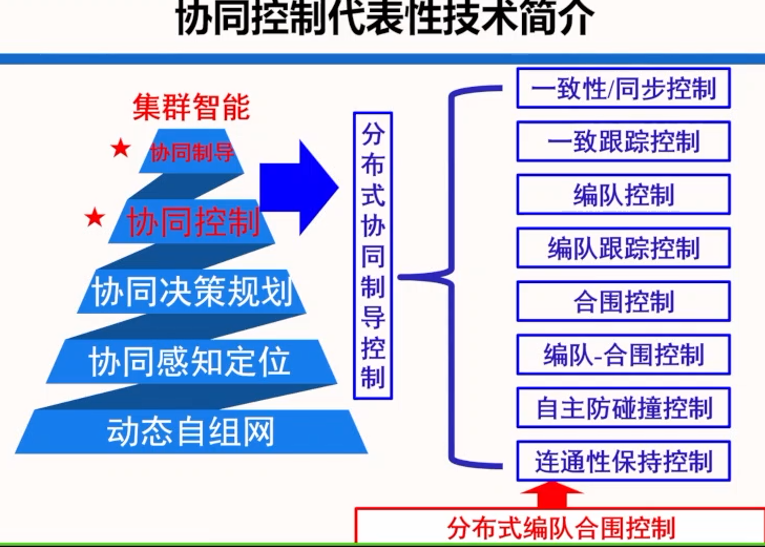 协同控制代表性技术简介
集群智能
★ 协同制导
★ 协同控制
协同决策规划
协同感知定位
动态自组网
分布式协同制导控制
一致性/同步控制
一致跟踪控制
编队控制
编队跟踪控制
合围控制
编队-合围控制
自主防碰撞控制
连通性保持控制
分布式编队合围控制